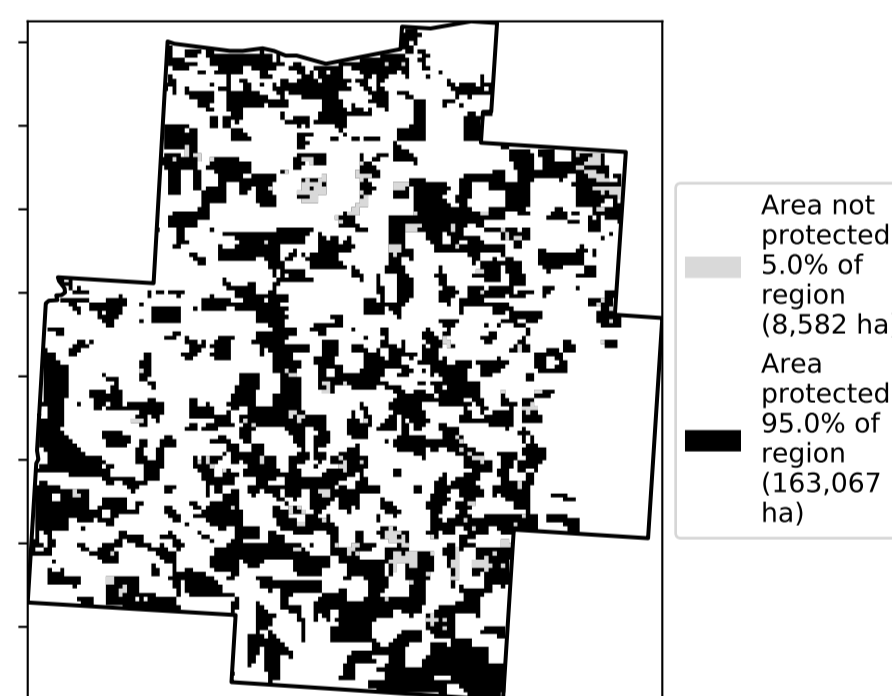 Area not
protected
5.0% of
region
(8,582 ha)
Area
protected
95.0% of
region
(163,067
ha)